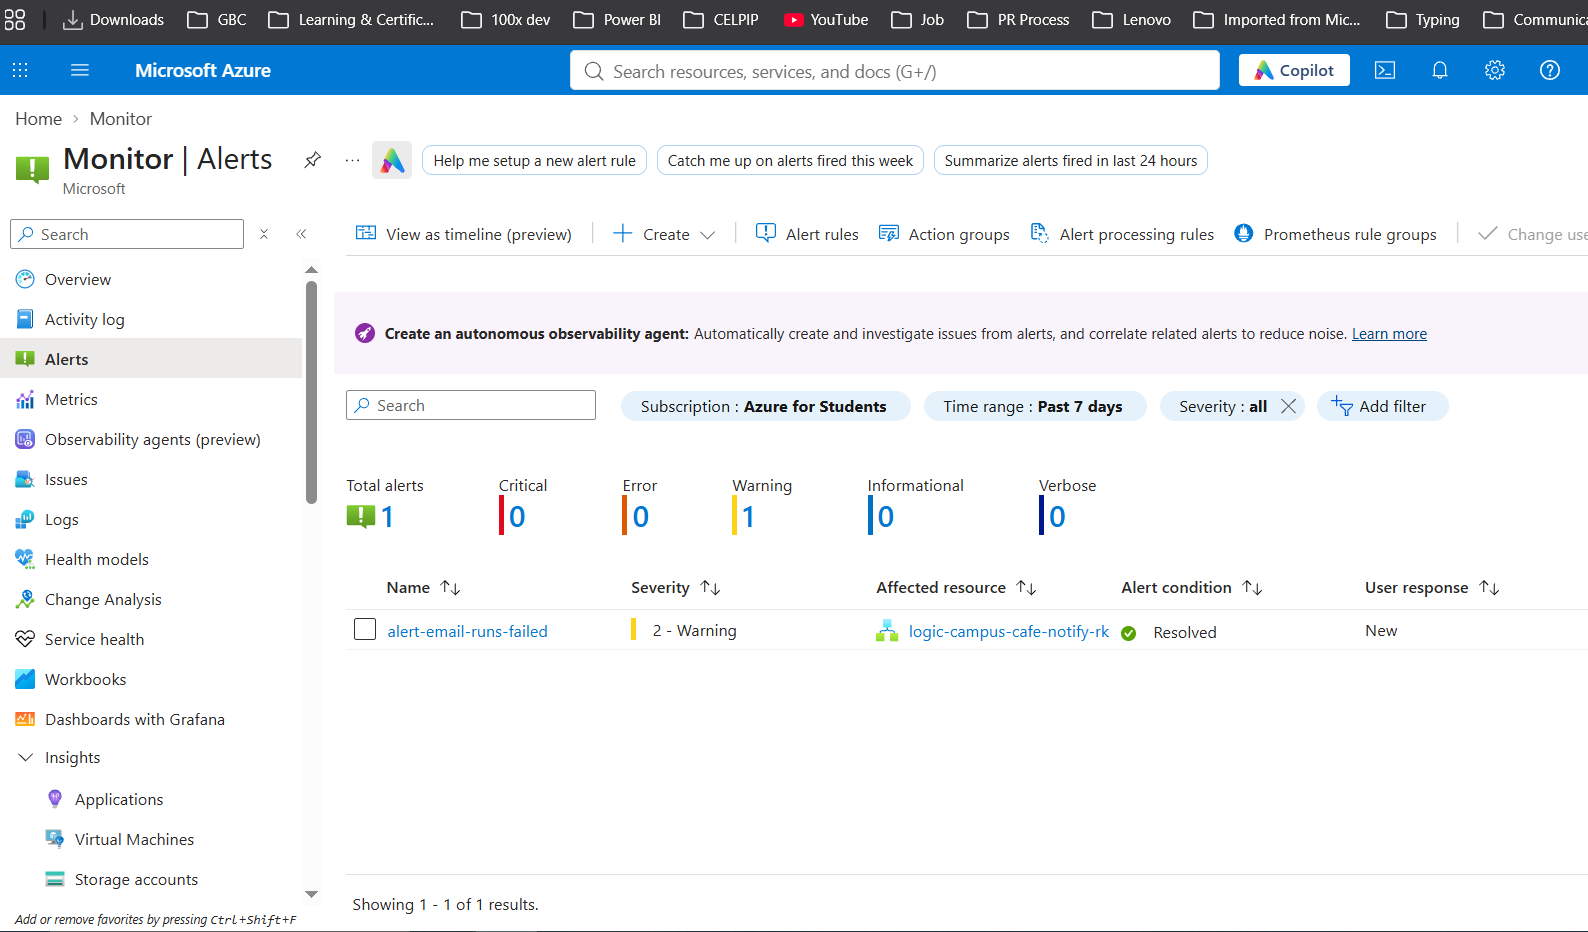 Downloads GBC Learning & Certific... 100x dev Power BI CELPIP YouTube Job PR Process Lenovo Imported from Mic... Typing Communica
Microsoft Azure
Search resources, services, and docs (G+/)
Copilot
Home > Monitor
Monitor | Alerts
Microsoft
Help me setup a new alert rule
Catch me up on alerts fired this week
Summarize alerts fired in last 24 hours
Search
Overview
Activity log
Alerts
Metrics
Observability agents (preview)
Issues
Logs
Health models
Change Analysis
Service health
Workbooks
Dashboards with Grafana
Insights
Applications
Virtual Machines
Storage accounts
Add or remove favorites by pressing Ctrl+Shift+F
View as timeline (preview) Create Alert rules Action groups Alert processing rules Prometheus rule groups Change use
Create an autonomous observability agent: Automatically create and investigate issues from alerts, and correlate related alerts to reduce noise. Learn more
Search
Subscription : Azure for Students
Time range : Past 7 days
Severity : all
Add filter
Total alerts Critical Error Warning Informational Verbose
1 0 0 1 0 0
Name Severity Affected resource Alert condition User response
alert-email-runs-failed 2 - Warning logic-campus-cafe-notify-rk Resolved New
Showing 1 - 1 of 1 results.